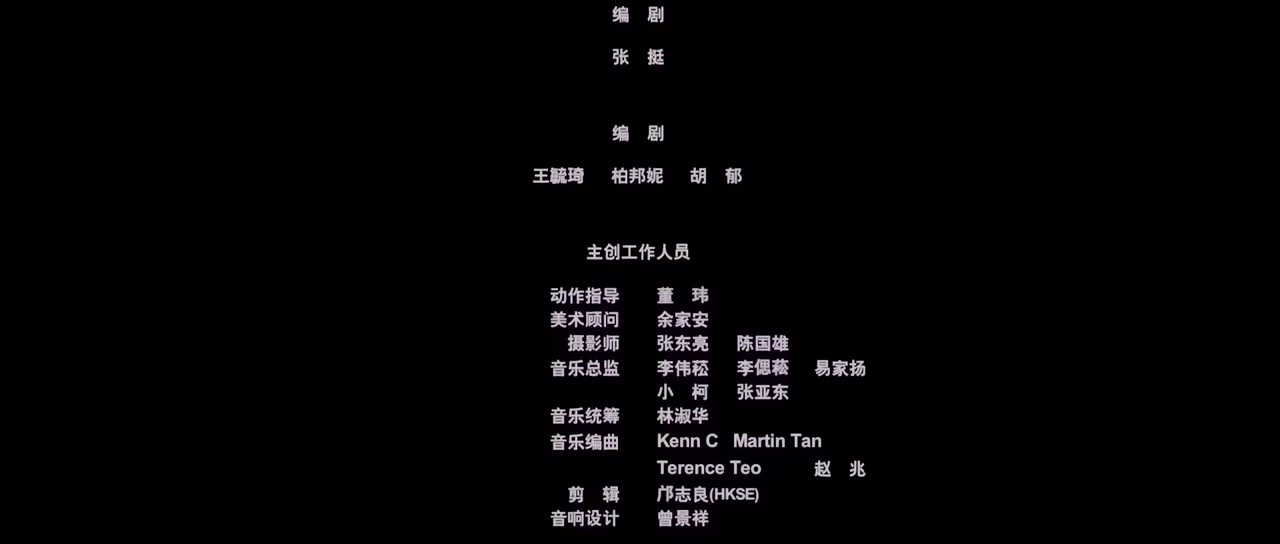 编 剧
张 挺
编 剧
王毓琦 柏邦妮 胡 郁
主创工作人员
动作指导 董 玮
美术顾问 余家安
摄影师 张东亮 陈国雄
音乐总监 李伟菘 李偲菘 易家扬
小 柯 张亚东
音乐统筹 林淑华
音乐编曲 Kenn C Martin Tan
Terence Teo 赵 兆
剪 辑 邝志良(HKSE)
音响设计 曾景祥